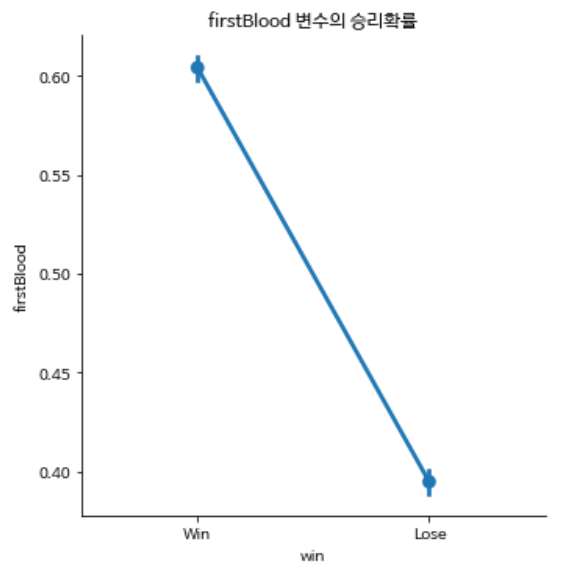 firstBlood 변수의 승리확률
0.60
0.55
0.50
0.45
0.40
firstBlood
Win
Lose
win